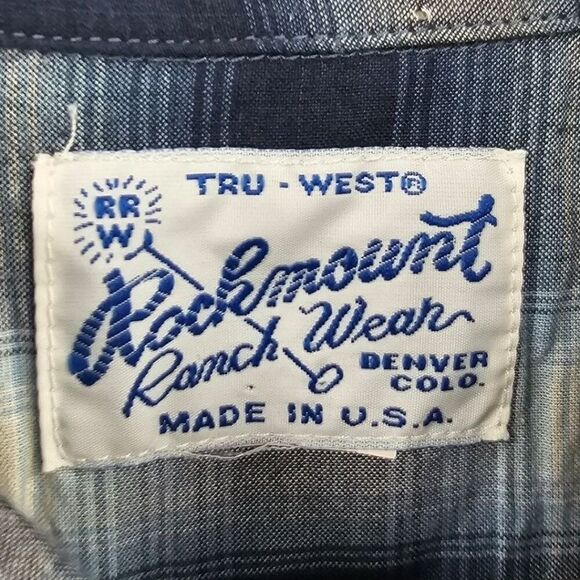 TRU - WEST®
RR
W
Rockmount
Ranch Wear
DENVER
COLO.
MADE IN U.S.A.